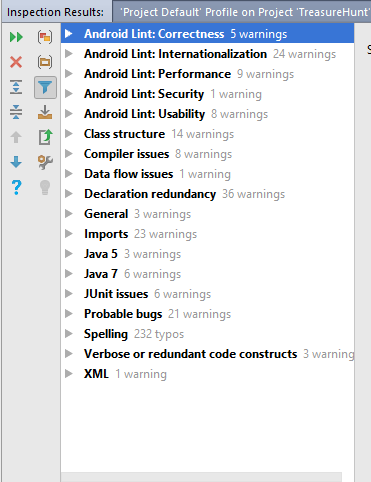 Inspection Results: 'Project Default' Profile on Project 'TreasureHunt'
Android Lint: Correctness 5 warnings
Android Lint: Internationalization 24 warnings
Android Lint: Performance 9 warnings
Android Lint: Security 1 warning
Android Lint: Usability 8 warnings
Class structure 14 warnings
Compiler issues 8 warnings
Data flow issues 1 warning
Declaration redundancy 36 warnings
General 3 warnings
Imports 23 warnings
Java 5 3 warnings
Java 7 6 warnings
JUnit issues 6 warnings
Probable bugs 21 warnings
Spelling 232 typos
Verbose or redundant code constructs 3 warning
XML 1 warning